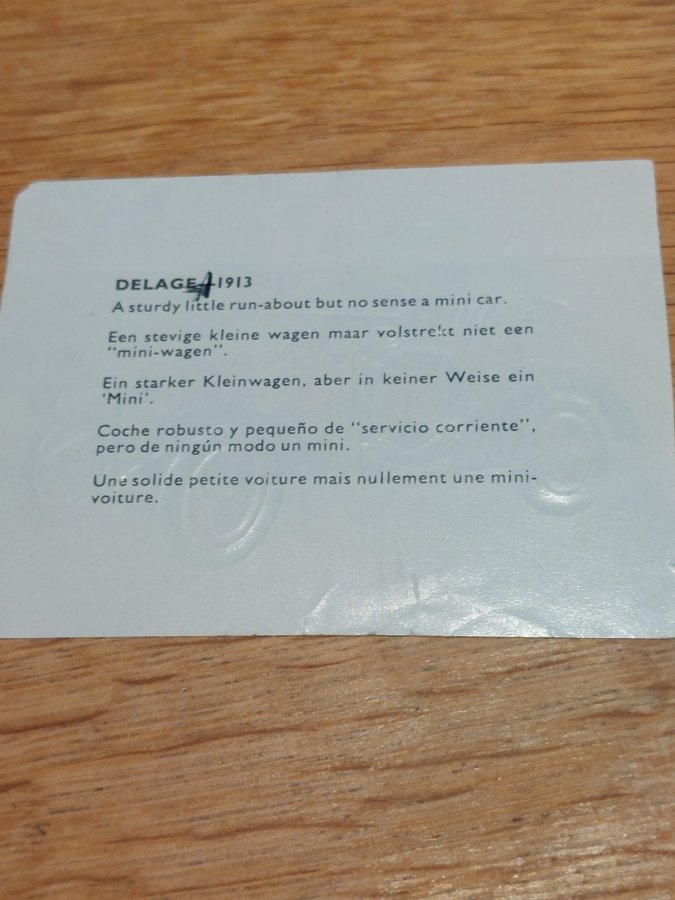 DELAGE 1913
A sturdy little run-about but no sense a mini car.
Een stevige kleine wagen maar volstrekt niet een
“mini-wagen”.
Ein starker Kleinwagen, aber in keiner Weise ein
‘Mini’.
Coche robusto y pequeño de “servicio corriente”,
pero de ningún modo un mini.
Une solide petite voiture mais nullement une mini-
voiture.